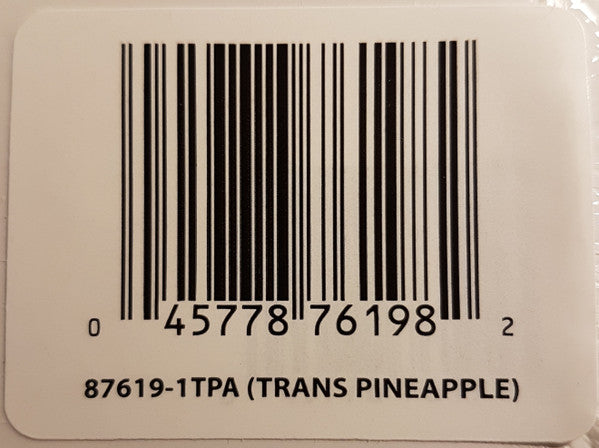 0 45778 76198 2
87619-1TPA (TRANS PINEAPPLE)